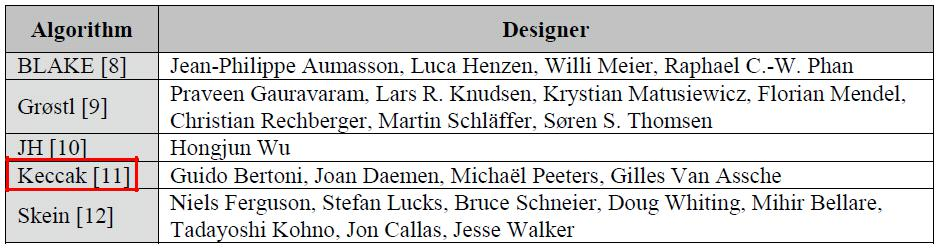 Algorithm Designer
BLAKE [8] Jean-Philippe Aumasson, Luca Henzen, Willi Meier, Raphael C.-W. Phan
Grøstl [9] Praveen Gauravaram, Lars R. Knudsen, Krystian Matusiewicz, Florian Mendel,
Christian Rechberger, Martin Schläffer, Søren S. Thomsen
JH [10] Hongjun Wu
Keccak [11] Guido Bertoni, Joan Daemen, Michaël Peeters, Gilles Van Assche
Skein [12] Niels Ferguson, Stefan Lucks, Bruce Schneier, Doug Whiting, Mihir Bellare,
Tadayoshi Kohno, Jon Callas, Jesse Walker